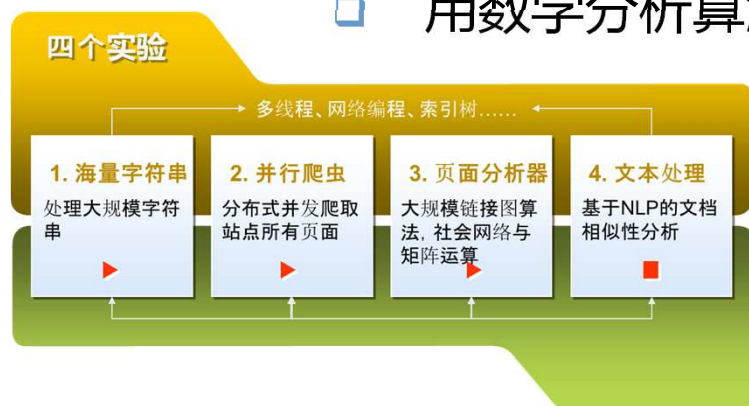 用数学分析算
四个实验
多线程、网络编程、索引树……
1. 海量字符串
处理大规模字符
串
2. 并行爬虫
分布式并发爬取
站点所有页面
3. 页面分析器
大规模链接图算
法, 社会网络与
矩阵运算
4. 文本处理
基于NLP的文档
相似性分析